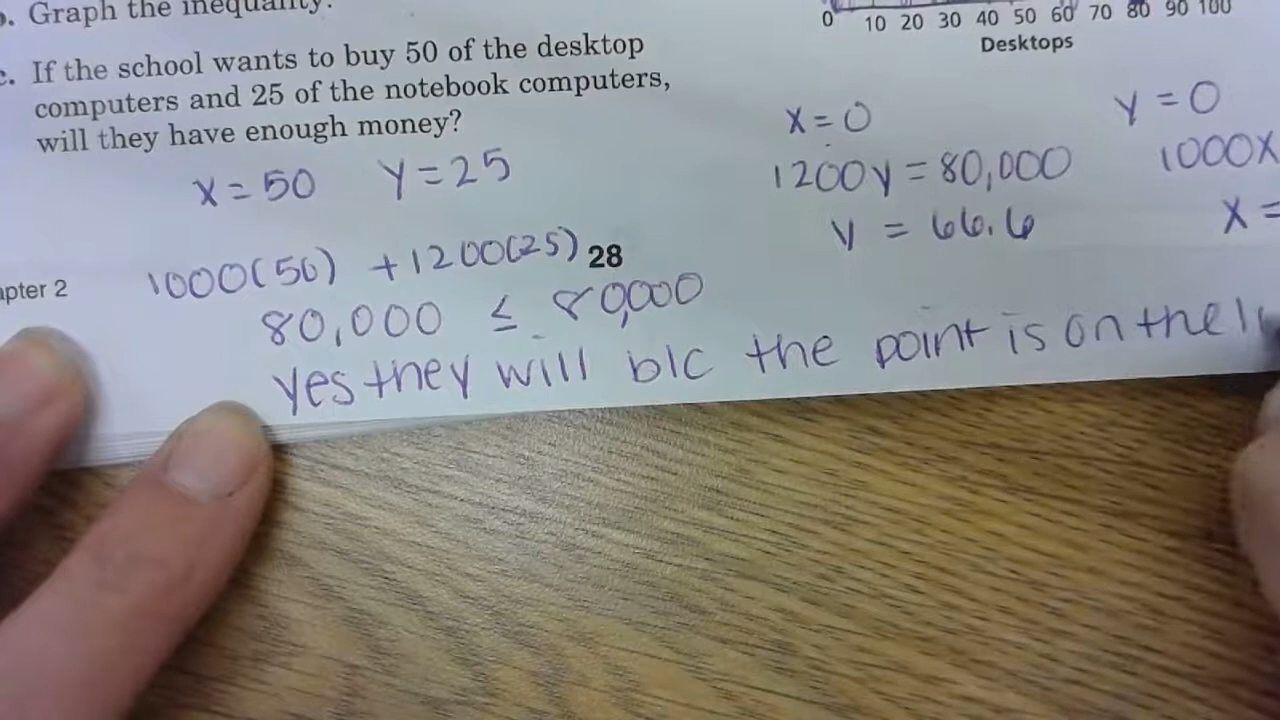 b. Graph the inequality.
c. If the school wants to buy 50 of the desktop
computers and 25 of the notebook computers,
will they have enough money?
0 10 20 30 40 50 60 70 80 90 100
Desktops
x = 50 y = 25
1000(50) + 1200(25)
80,000 ≤ 80,000
yes they will b/c the point is on the
x = 0
1200y = 80,000
y = 66.6
y = 0
1000x
x =
apter 2
28